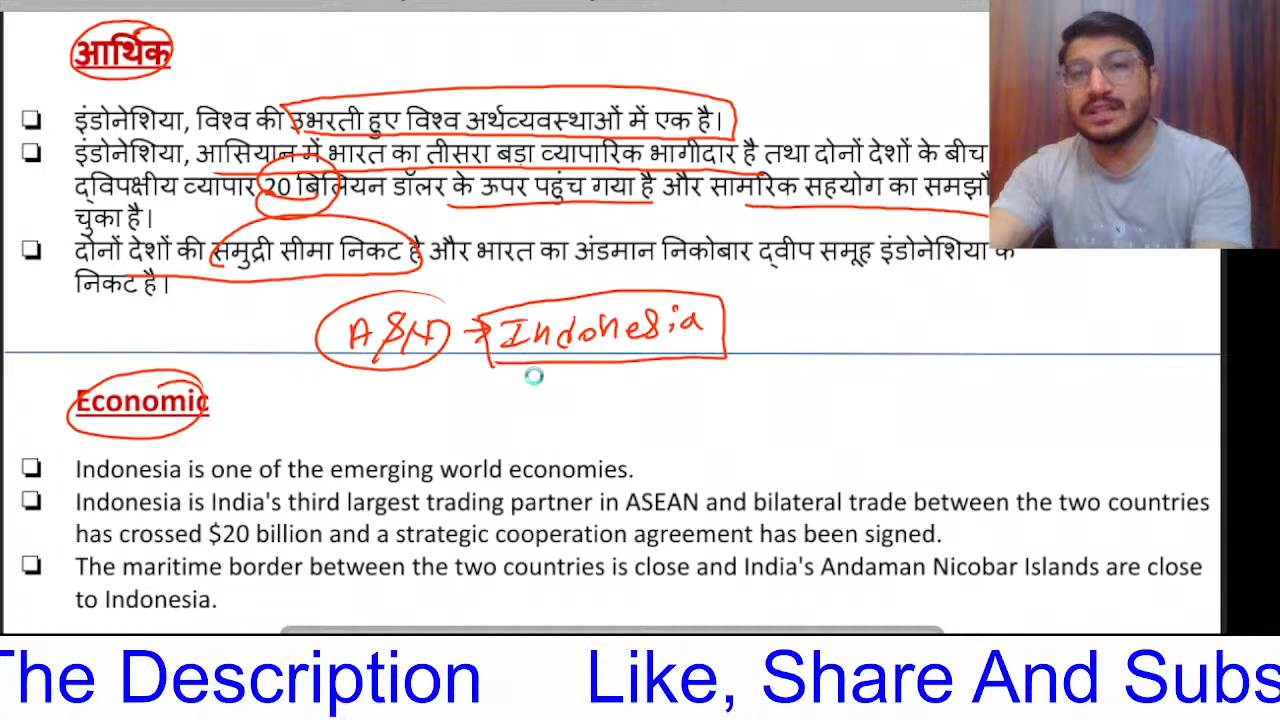 आर्थिक
❑ इंडोनेशिया, विश्व की उभरती हुए विश्व अर्थव्यवस्थाओं में एक है।
❑ इंडोनेशिया, आसियान में भारत का तीसरा बड़ा व्यापारिक भागीदार है तथा दोनों देशों के बीच
द्विपक्षीय व्यापार 20 बिलियन डॉलर के ऊपर पहुंच गया है और सामरिक सहयोग का
चुका है।
❑ दोनों देशों की समुद्री सीमा निकट है और भारत का अंडमान निकोबार द्वीप समूह इंडोनेशिया के
निकट है।
→ Indonesia
Economic
❑ Indonesia is one of the emerging world economies.
❑ Indonesia is India's third largest trading partner in ASEAN and bilateral trade between the two countries
has crossed $20 billion and a strategic cooperation agreement has been signed.
❑ The maritime border between the two countries is close and India's Andaman Nicobar Islands are close
to Indonesia.
The Description Like, Share And Subs